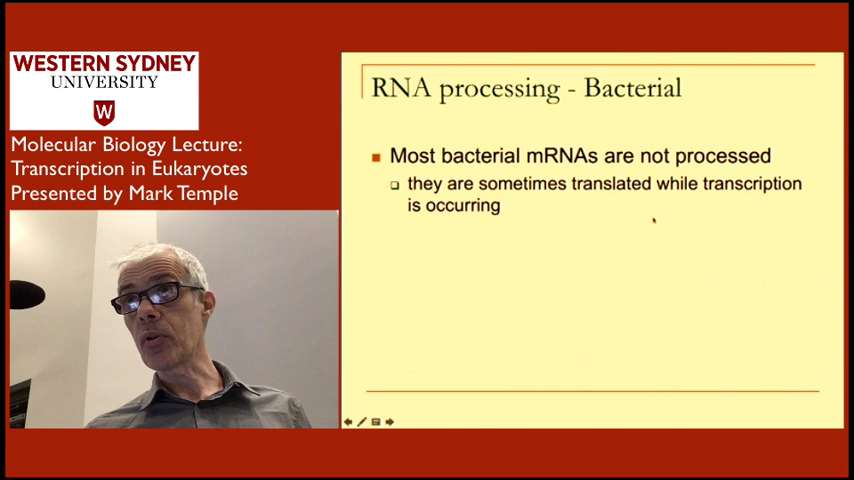 WESTERN SYDNEY
UNIVERSITY
W
Molecular Biology Lecture:
Transcription in Eukaryotes
Presented by Mark Temple
RNA processing - Bacterial
Most bacterial mRNAs are not processed
they are sometimes translated while transcription
is occurring